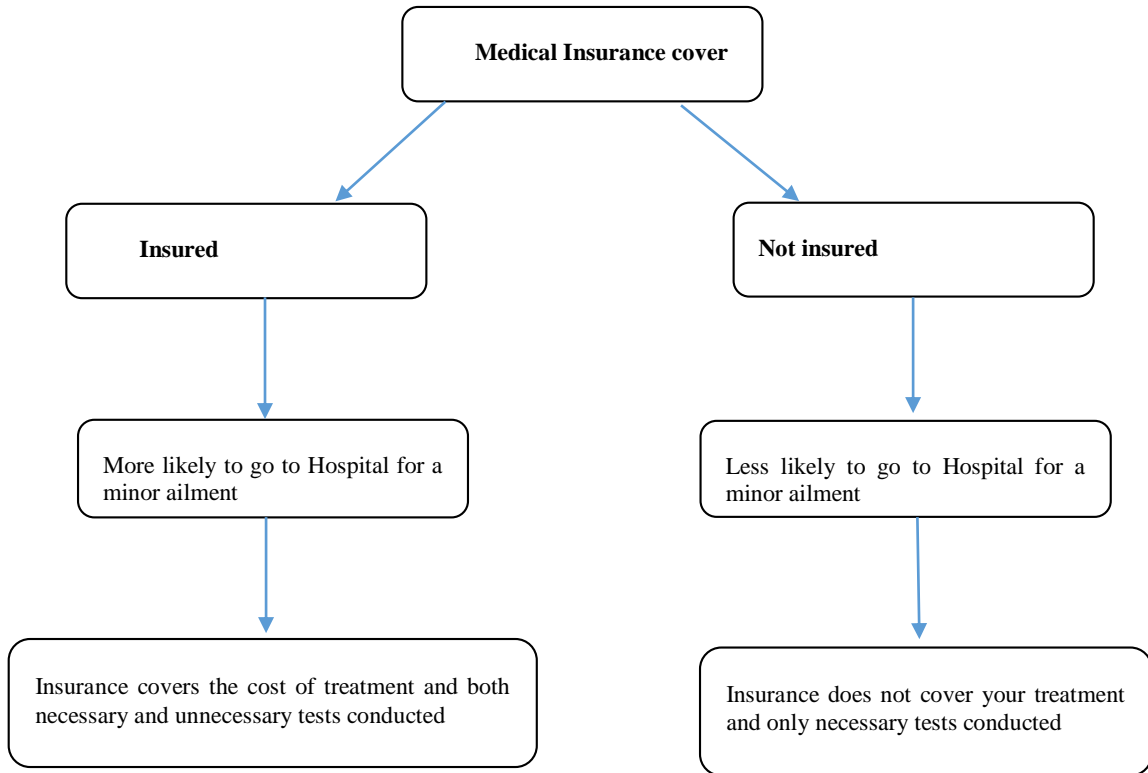 Medical Insurance cover
Insured
Not insured
More likely to go to Hospital for a
minor ailment
Less likely to go to Hospital for a
minor ailment
Insurance covers the cost of treatment and both
necessary and unnecessary tests conducted
Insurance does not cover your treatment
and only necessary tests conducted